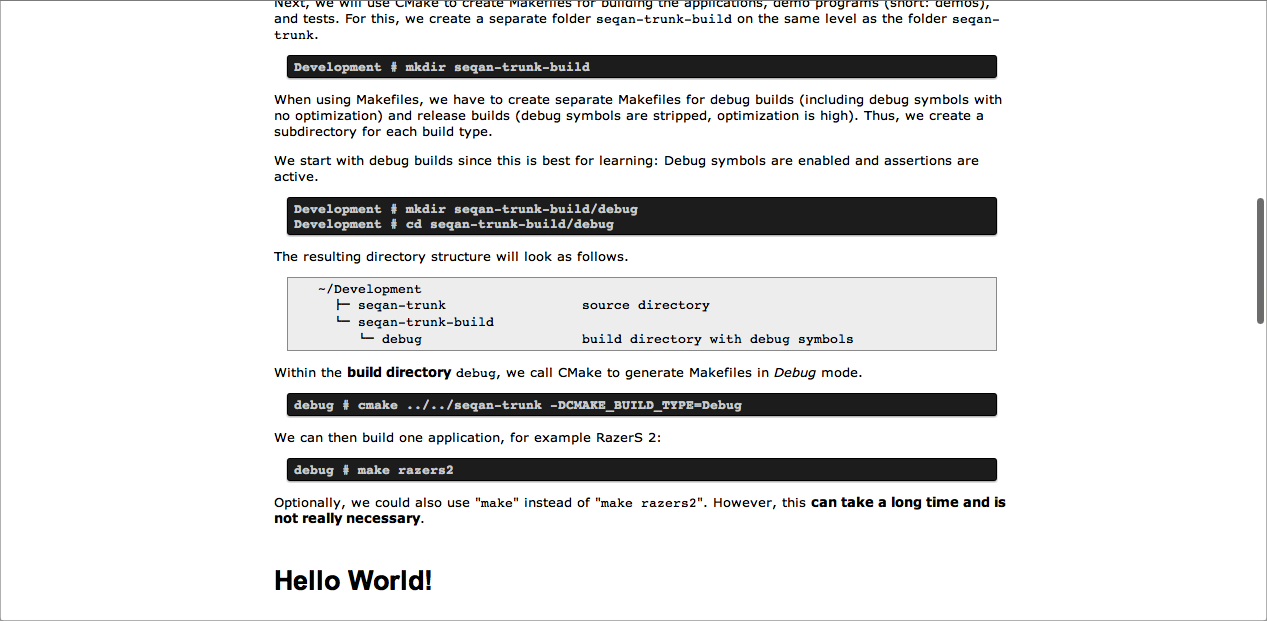 Next, we will use CMake to create Makefiles for building the applications, demo programs (short: demos),
and tests. For this, we create a separate folder seqan-trunk-build on the same level as the folder seqan-
trunk.
Development # mkdir seqan-trunk-build
When using Makefiles, we have to create separate Makefiles for debug builds (including debug symbols with
no optimization) and release builds (debug symbols are stripped, optimization is high). Thus, we create a
subdirectory for each build type.
We start with debug builds since this is best for learning: Debug symbols are enabled and assertions are
active.
Development # mkdir seqan-trunk-build/debug
Development # cd seqan-trunk-build/debug
The resulting directory structure will look as follows.
~/Development
├─ seqan-trunk source directory
└─ seqan-trunk-build
└─ debug build directory with debug symbols
Within the build directory debug, we call CMake to generate Makefiles in Debug mode.
debug # cmake ../../seqan-trunk -DCMAKE_BUILD_TYPE=Debug
We can then build one application, for example RazerS 2:
debug # make razers2
Optionally, we could also use "make" instead of "make razers2". However, this can take a long time and is
not really necessary.
Hello World!